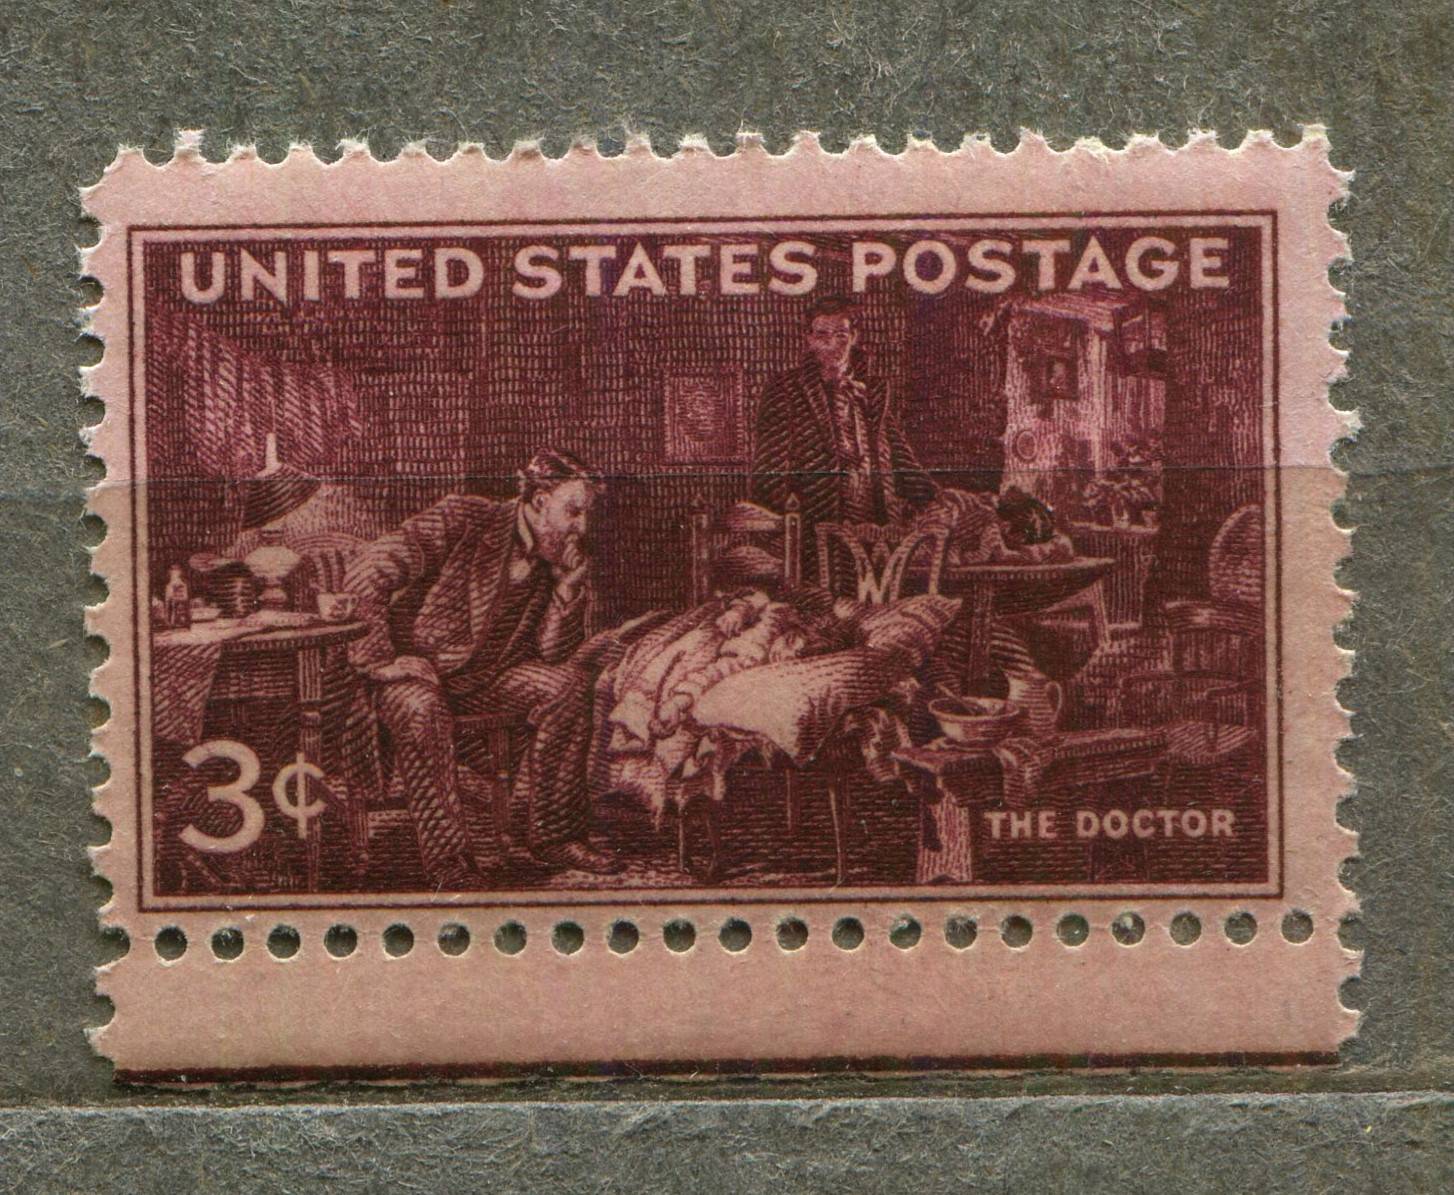 UNITED STATES POSTAGE
3¢
THE DOCTOR